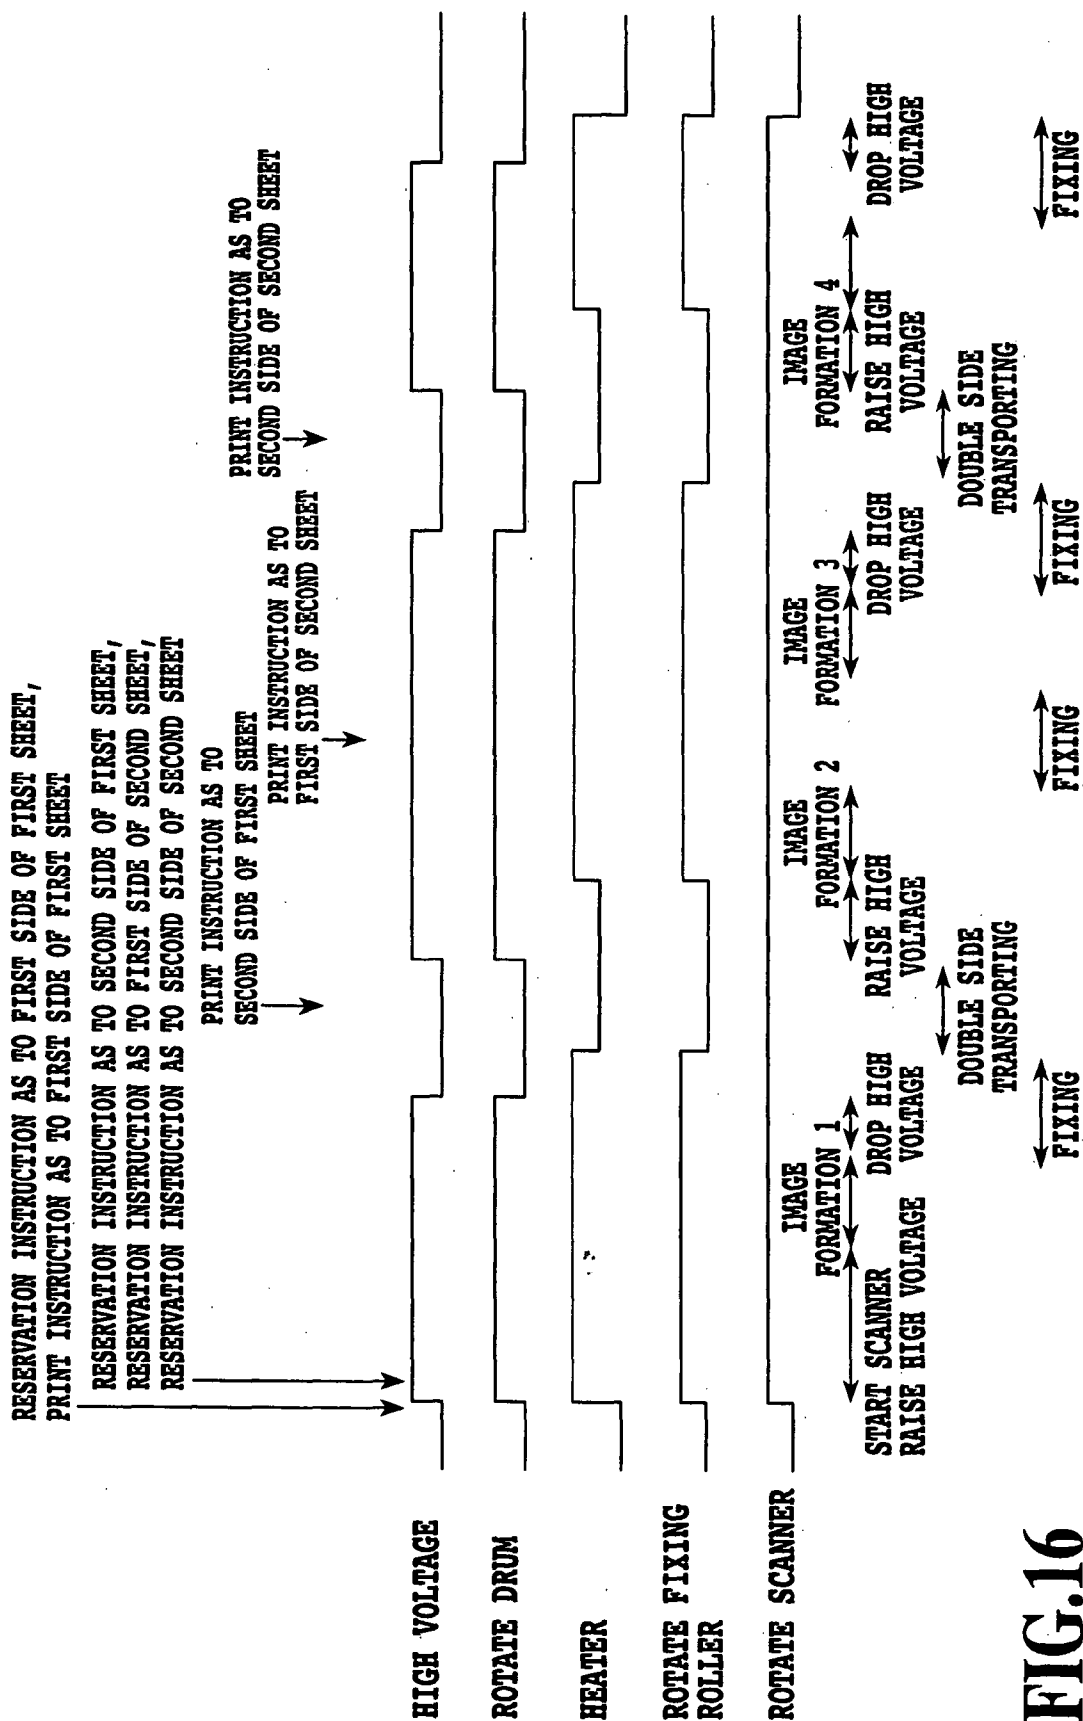 RESERVATION INSTRUCTION AS TO FIRST SIDE OF FIRST SHEET,
PRINT INSTRUCTION AS TO FIRST SIDE OF FIRST SHEET
RESERVATION INSTRUCTION AS TO SECOND SIDE OF FIRST SHEET,
RESERVATION INSTRUCTION AS TO FIRST SIDE OF SECOND SHEET,
RESERVATION INSTRUCTION AS TO SECOND SIDE OF SECOND SHEET
PRINT INSTRUCTION AS TO
SECOND SIDE OF FIRST SHEET
PRINT INSTRUCTION AS TO
FIRST SIDE OF SECOND SHEET
PRINT INSTRUCTION AS TO
SECOND SIDE OF SECOND SHEET
HIGH VOLTAGE
ROTATE DRUM
HEATER
ROTATE FIXING
ROLLER
ROTATE SCANNER
IMAGE
FORMATION 1
IMAGE
FORMATION 2
IMAGE
FORMATION 3
IMAGE
FORMATION 4
START SCANNER
RAISE HIGH VOLTAGE
DROP HIGH
VOLTAGE
RAISE HIGH
VOLTAGE
DROP HIGH
VOLTAGE
RAISE HIGH
VOLTAGE
DROP HIGH
VOLTAGE
DOUBLE SIDE
TRANSPORTING
DOUBLE SIDE
TRANSPORTING
FIXING
FIXING
FIXING
FIXING
FIG.16